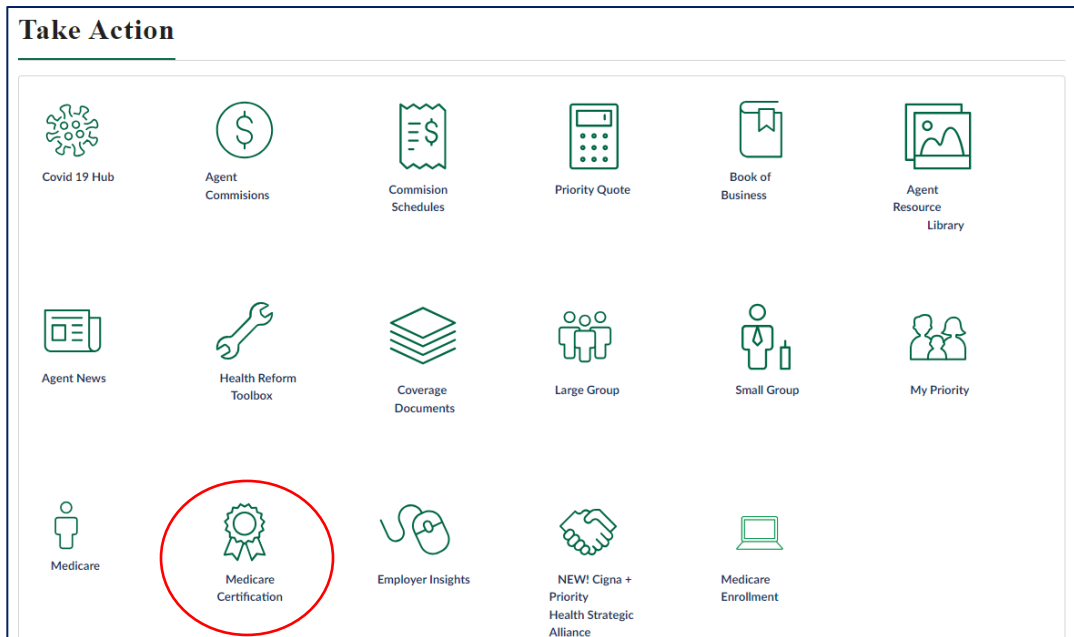 Take Action
Covid 19 Hub
Agent
Commisions
Commision
Schedules
Priority Quote
Book of
Business
Agent
Resource
Library
Agent News
Health Reform
Toolbox
Coverage
Documents
Large Group
Small Group
My Priority
Medicare
Medicare
Certification
Employer Insights
NEW! Cigna +
Priority
Health Strategic
Alliance
Medicare
Enrollment